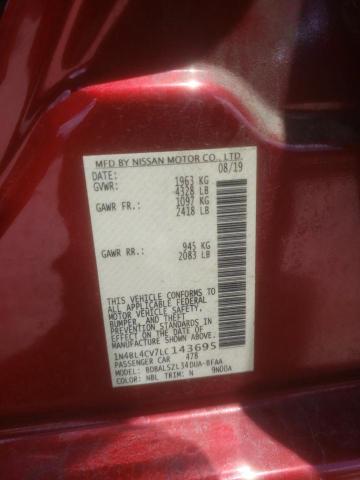 MFD BY NISSAN MOTOR CO., LTD.
DATE: 08/19
GVWR: 1963 KG
4328 LB
GAWR FR: 1097 KG
2418 LB
GAWR RR: 945 KG
2083 LB
THIS VEHICLE CONFORMS TO
ALL APPLICABLE FEDERAL
MOTOR VEHICLE SAFETY,
BUMPER, AND THEFT
PREVENTION STANDARDS
IN EFFECT ON THE DATE OF
MANUFACTURE SHOWN ABOVE.
1N4BL4CV7LC143695
PASSENGER CAR 478
MODEL: BDBALSZL34DUA-BFAA
COLOR: NBL TRIM: N 9N00A